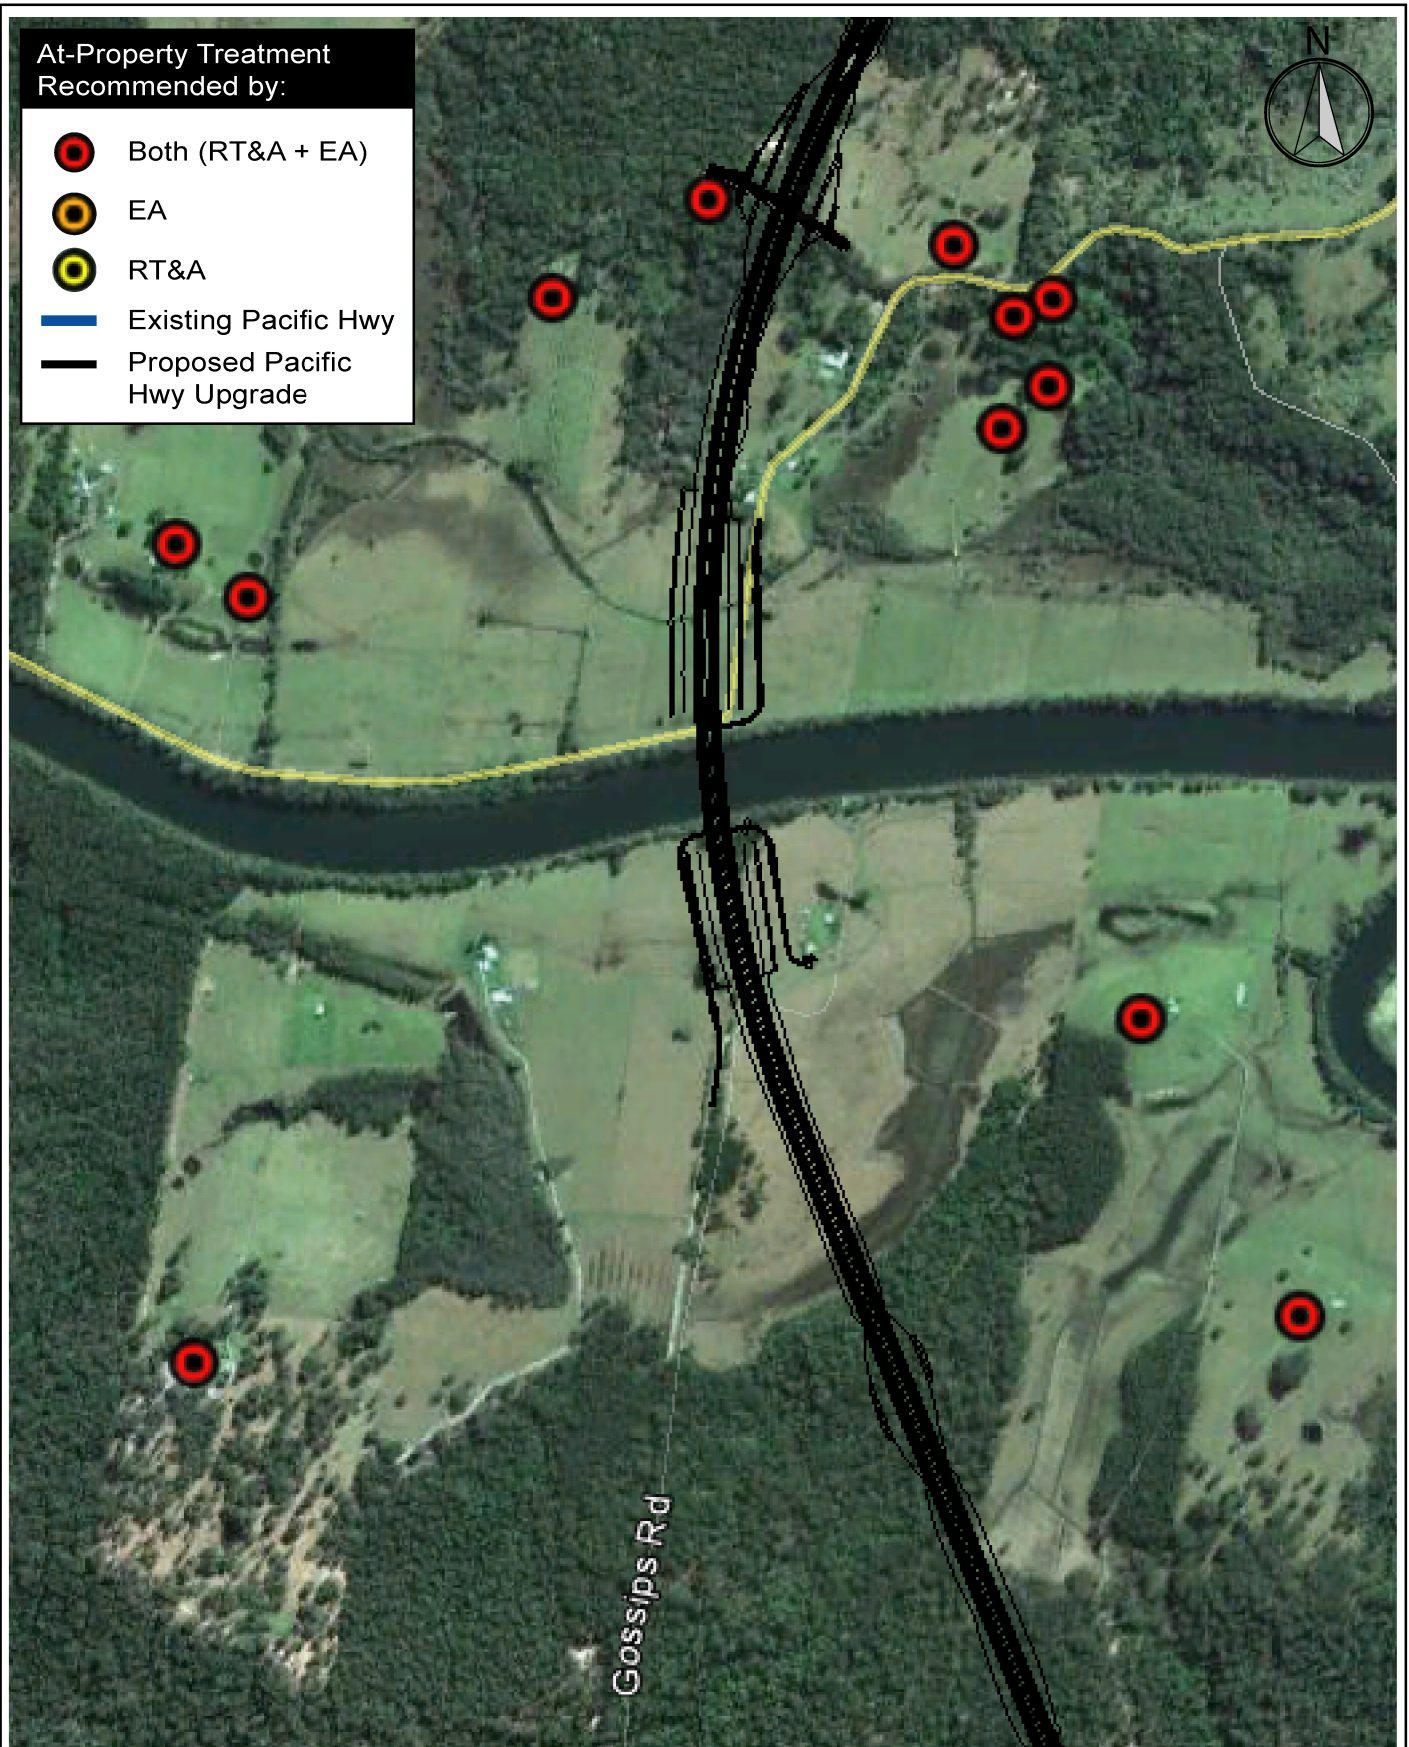 At-Property Treatment
Recommended by:
Both (RT&A + EA)
EA
RT&A
Existing Pacific Hwy
Proposed Pacific
Hwy Upgrade
N
Gossips Rd